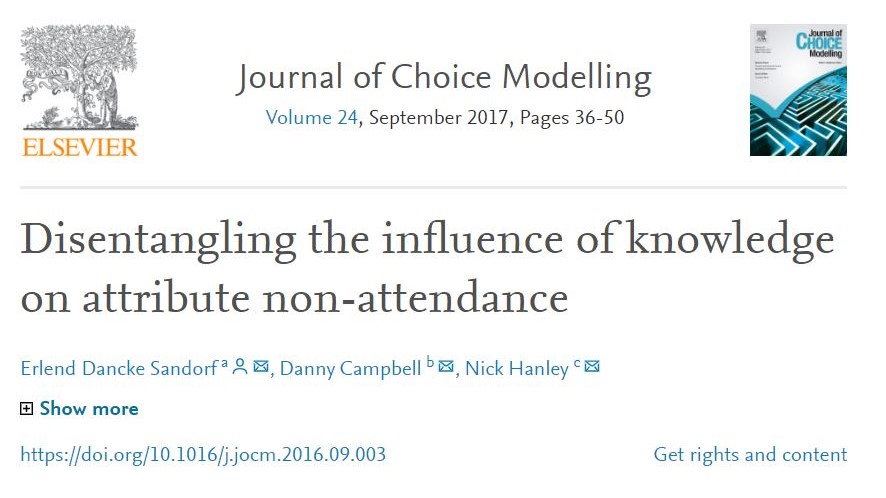 ELSEVIER
Journal of Choice Modelling
Volume 24, September 2017, Pages 36-50
Journal of
CHOICE
Modelling
Disentangling the influence of knowledge
on attribute non-attendance
Erlend Dancke Sandorf a, Danny Campbell b, Nick Hanley c
Show more
https://doi.org/10.1016/j.jocm.2016.09.003
Get rights and content